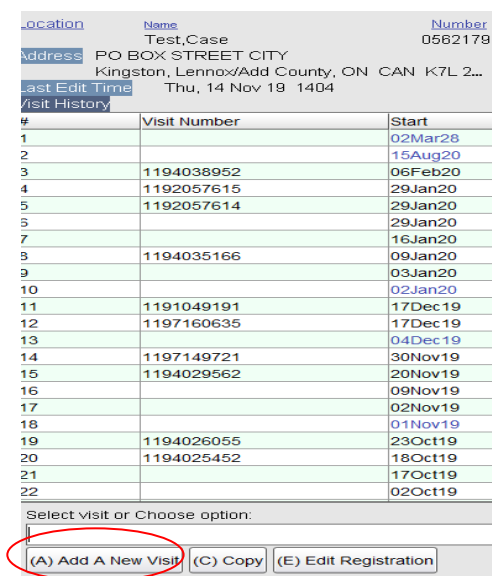 Location Name Number
Test,Case 0562179
Address PO BOX STREET CITY
Kingston, Lennox/Add County, ON CAN K7L 2...
Last Edit Time Thu, 14 Nov 19 1404
Visit History
# Visit Number Start
1 02Mar28
2 15Aug20
3 1194038952 06Feb20
4 1192057615 29Jan20
5 1192057614 29Jan20
6 29Jan20
7 16Jan20
8 1194035166 09Jan20
9 03Jan20
10 02Jan20
11 1191049191 17Dec19
12 1197160635 17Dec19
13 04Dec19
14 1197149721 30Nov19
15 1194029562 20Nov19
16 09Nov19
17 02Nov19
18 01Nov19
19 1194026055 23Oct19
20 1194025452 18Oct19
21 17Oct19
22 02Oct19
Select visit or Choose option:
(A) Add A New Visit (C) Copy (E) Edit Registration